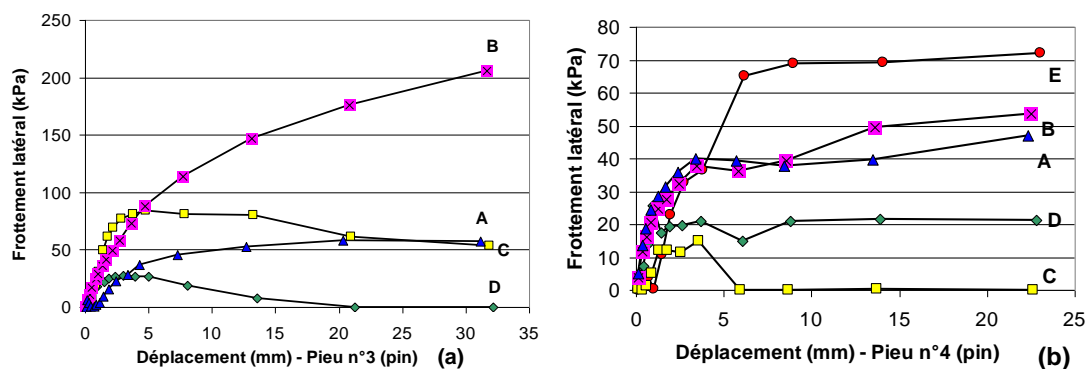 Frottement latéral (kPa)
250
200
150
100
50
0
0 5 10 15 20 25 30 35
B
A
C
D
Déplacement (mm) - Pieu n°3 (pin) (a)
Frottement latéral (kPa)
80
70
60
50
40
30
20
10
0
0 5 10 15 20 25
E
B
A
D
C
Déplacement (mm) - Pieu n°4 (pin) (b)